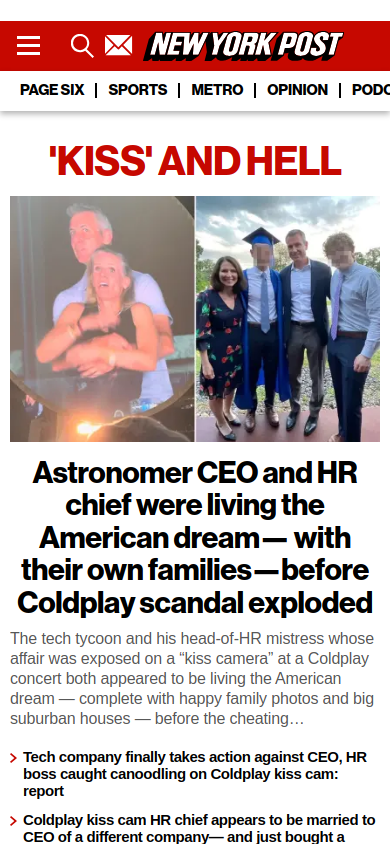 NEW YORK POST
PAGE SIX | SPORTS | METRO | OPINION | PODC
'KISS' AND HELL
Astronomer CEO and HR
chief were living the
American dream — with
their own families — before
Coldplay scandal exploded
The tech tycoon and his head-of-HR mistress whose
affair was exposed on a “kiss camera” at a Coldplay
concert both appeared to be living the American
dream — complete with happy family photos and big
suburban houses — before the cheating…
Tech company finally takes action against CEO, HR
boss caught canoodling on Coldplay kiss cam:
report
Coldplay kiss cam HR chief appears to be married to
CEO of a different company— and just bought a